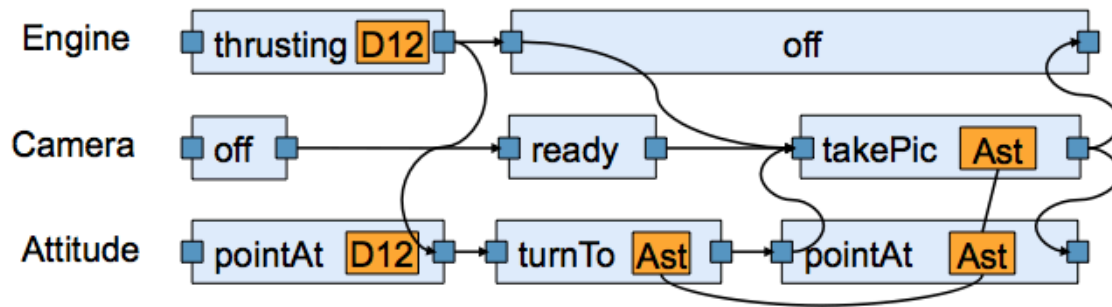 Engine thrusting D12 off
Camera off ready takePic Ast
Attitude pointAt D12 turnTo Ast pointAt Ast